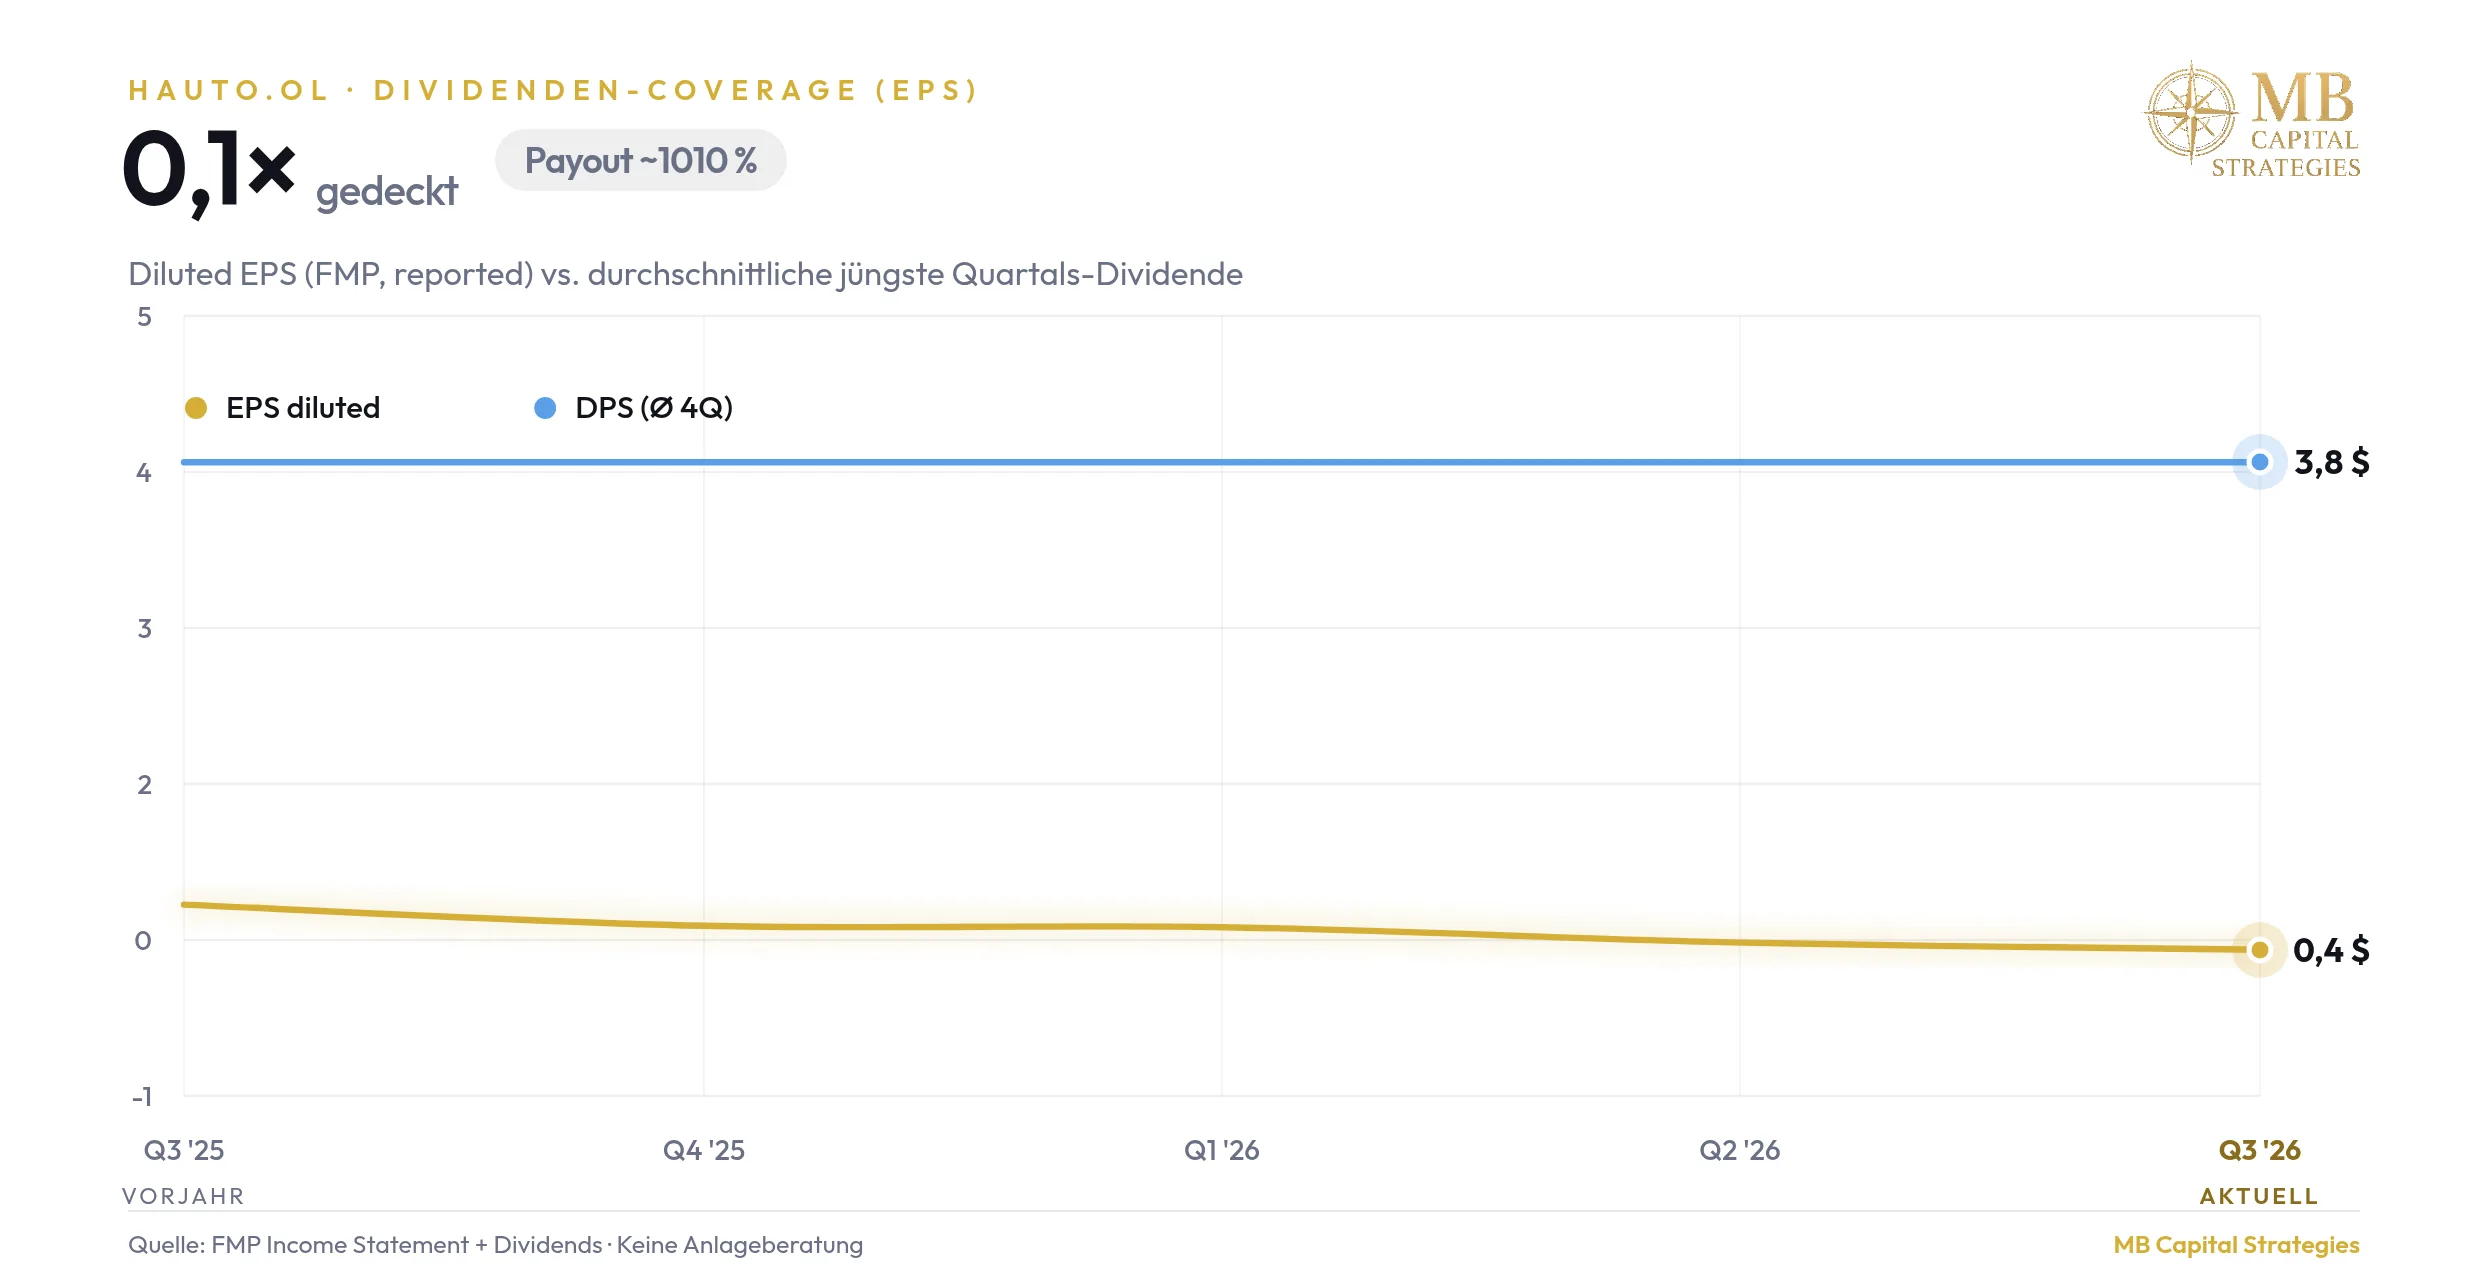 HAUTO.OL · DIVIDENDEN-COVERAGE (EPS)
0,1× gedeckt
Payout ~1010 %
MB
CAPITAL
STRATEGIES
Diluted EPS (FMP, reported) vs. durchschnittliche jüngste Quartals-Dividende
5
EPS diluted
DPS (Ø 4Q)
4
3,8 $
3
2
0
0,4 $
-1
Q3 '25
Q4 '25
Q1 '26
Q2 '26
Q3 '26
VORJAHR
AKTUELL
Quelle: FMP Income Statement + Dividends · Keine Anlageberatung
MB Capital Strategies